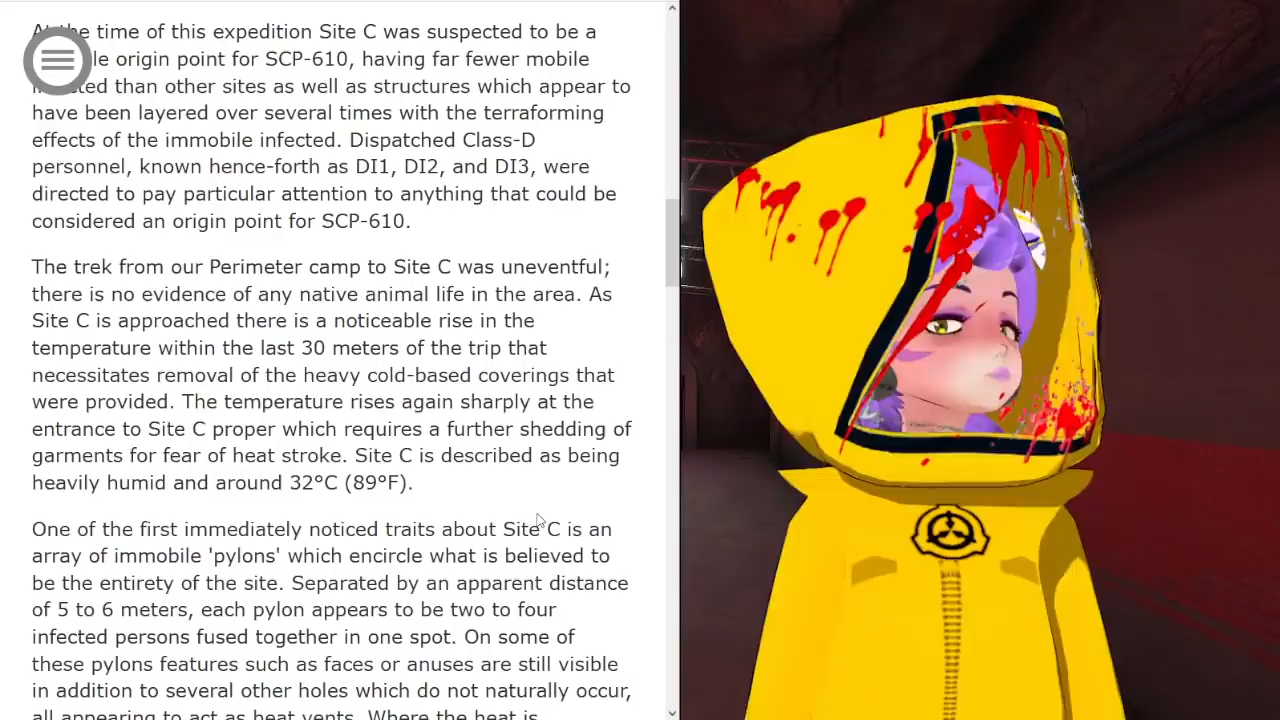 At the time of this expedition Site C was suspected to be a
le origin point for SCP-610, having far fewer mobile
than other sites as well as structures which appear to
have been layered over several times with the terraforming
effects of the immobile infected. Dispatched Class-D
personnel, known hence-forth as DI1, DI2, and DI3, were
directed to pay particular attention to anything that could be
considered an origin point for SCP-610.
The trek from our Perimeter camp to Site C was uneventful;
there is no evidence of any native animal life in the area. As
Site C is approached there is a noticeable rise in the
temperature within the last 30 meters of the trip that
necessitates removal of the heavy cold-based coverings that
were provided. The temperature rises again sharply at the
entrance to Site C proper which requires a further shedding of
garments for fear of heat stroke. Site C is described as being
heavily humid and around 32°C (89°F).
One of the first immediately noticed traits about Site C is an
array of immobile 'pylons' which encircle what is believed to
be the entirety of the site. Separated by an apparent distance
of 5 to 6 meters, each pylon appears to be two to four
infected persons fused together in one spot. On some of
these pylons features such as faces or anuses are still visible
in addition to several other holes which do not naturally occur,
all appearing to act as heat vents. Where the heat is